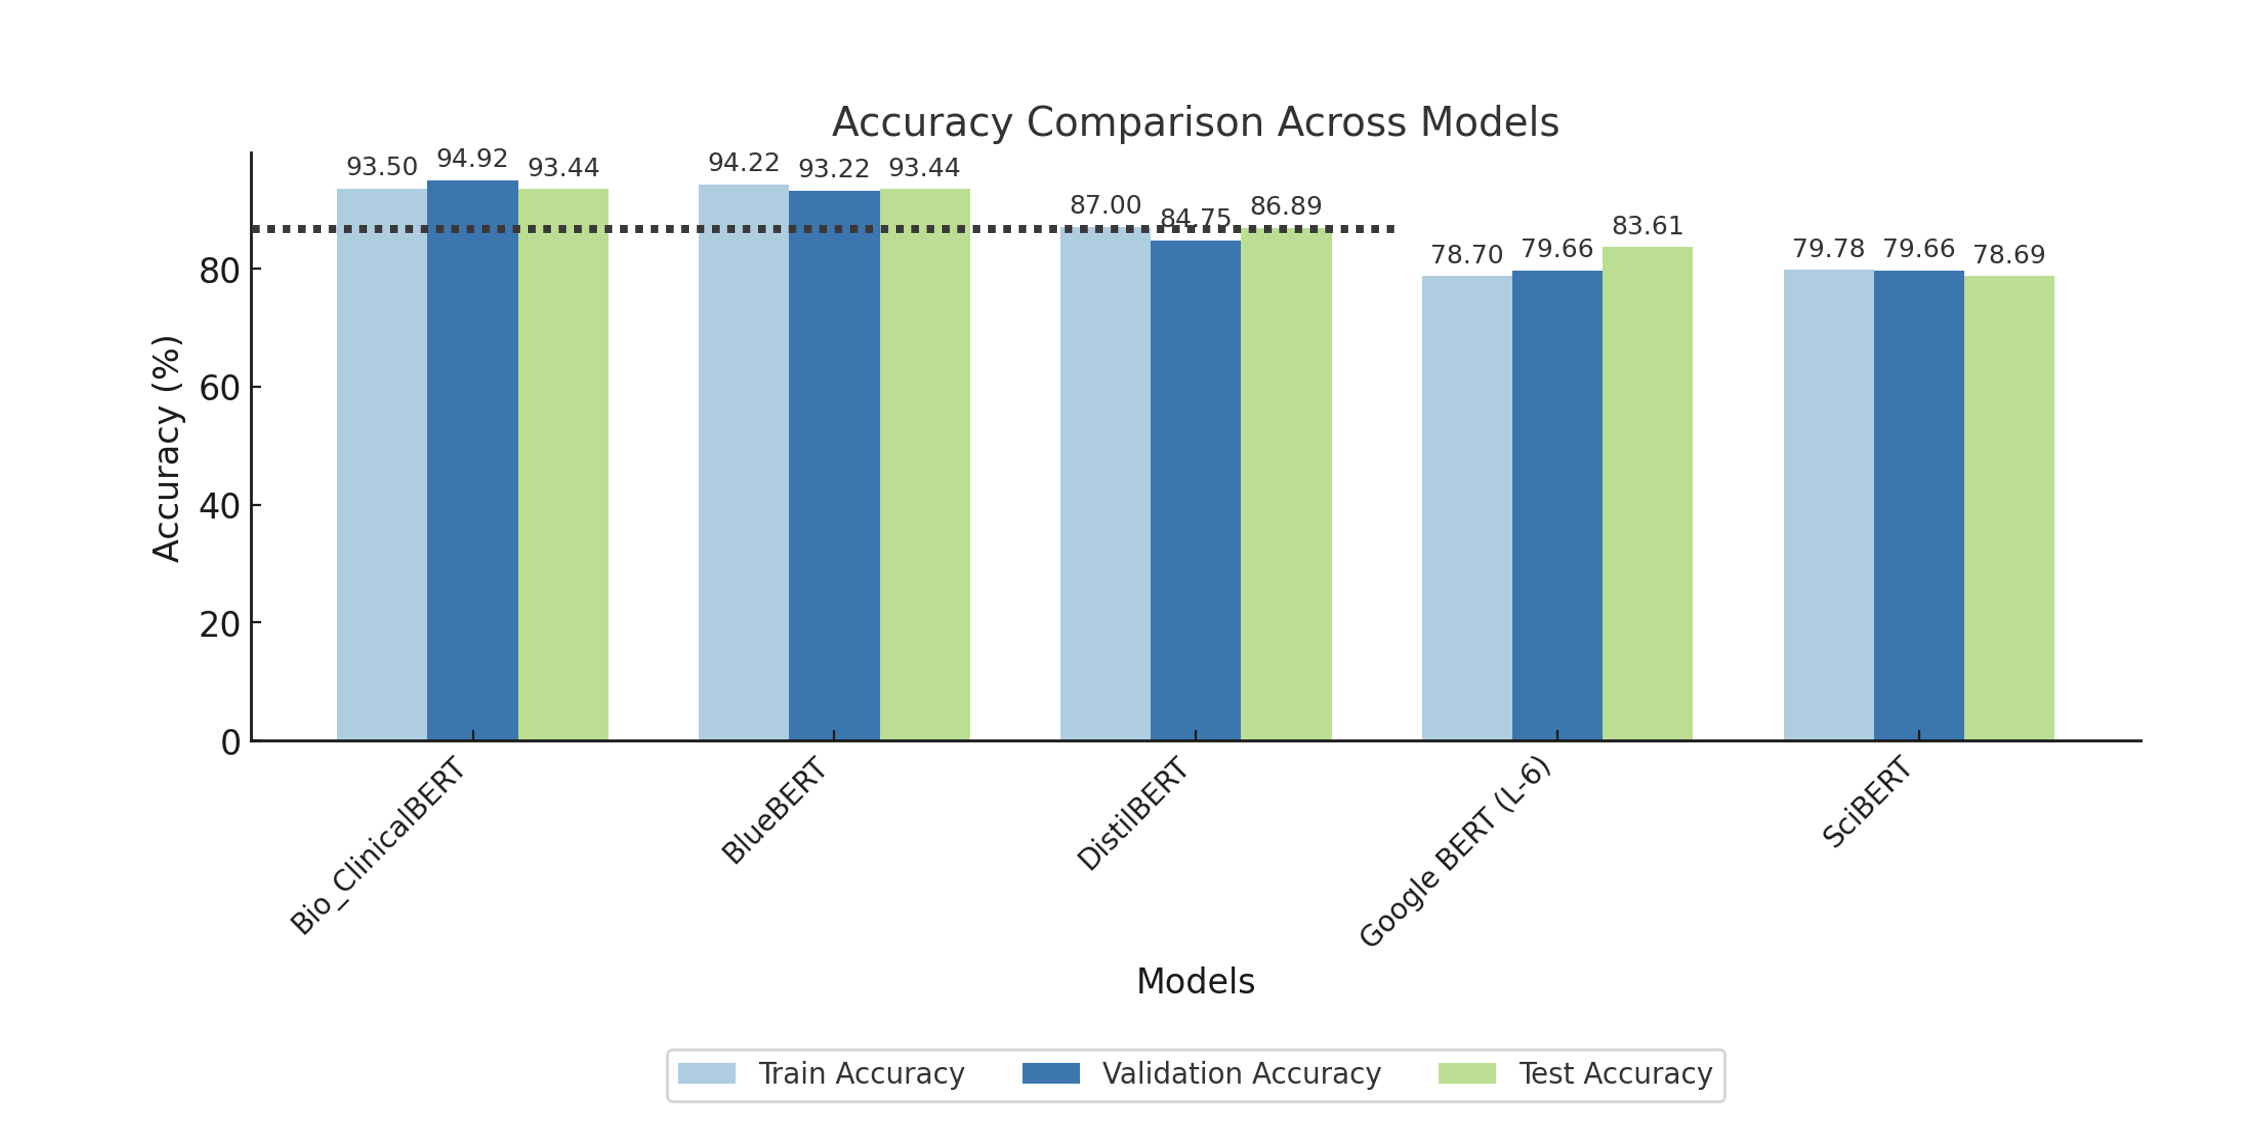 Accuracy Comparison Across Models
93.50 94.92 93.44 94.22 93.22 93.44 87.00 84.75 86.89 78.70 79.66 83.61 79.78 79.66 78.69
Accuracy (%)
80
60
40
20
0
Bio_ClinicalBERT
BlueBERT
DistilBERT
Google BERT (L-6)
SciBERT
Models
Train Accuracy Validation Accuracy Test Accuracy